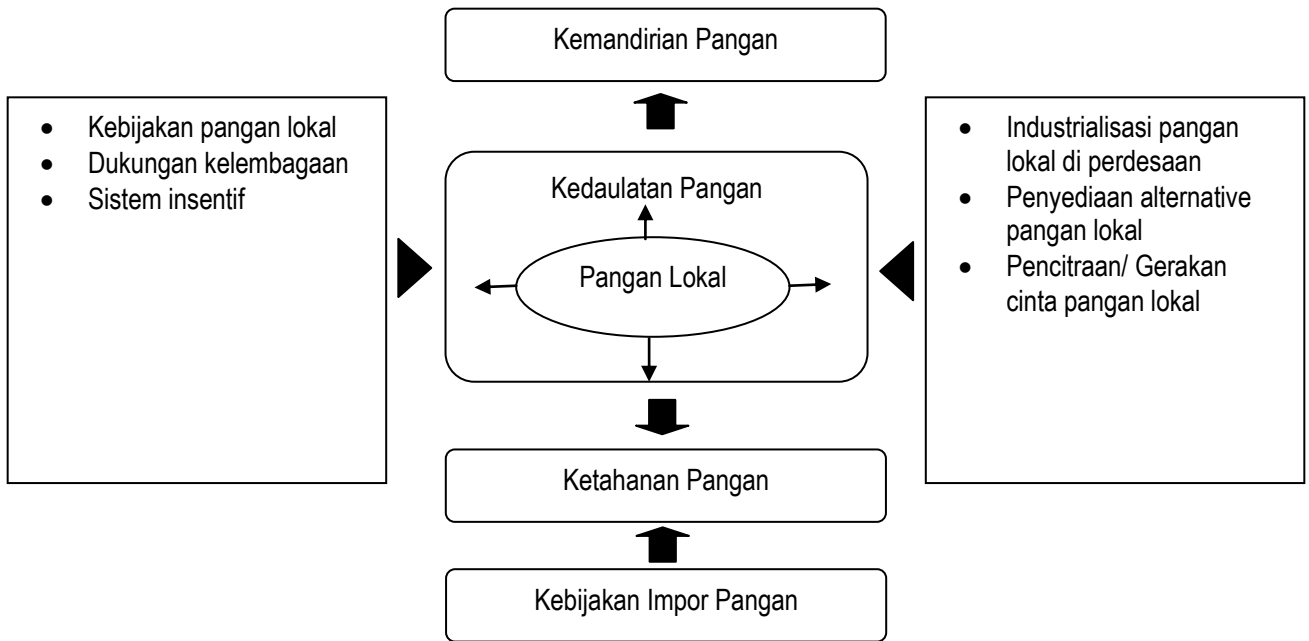 Kemandirian Pangan
• Kebijakan pangan lokal
• Dukungan kelembagaan
• Sistem insentif
Kedaulatan Pangan
Pangan Lokal
• Industrialisasi pangan
lokal di perdesaan
• Penyediaan alternative
pangan lokal
• Pencitraan/ Gerakan
cinta pangan lokal
Ketahanan Pangan
Kebijakan Impor Pangan